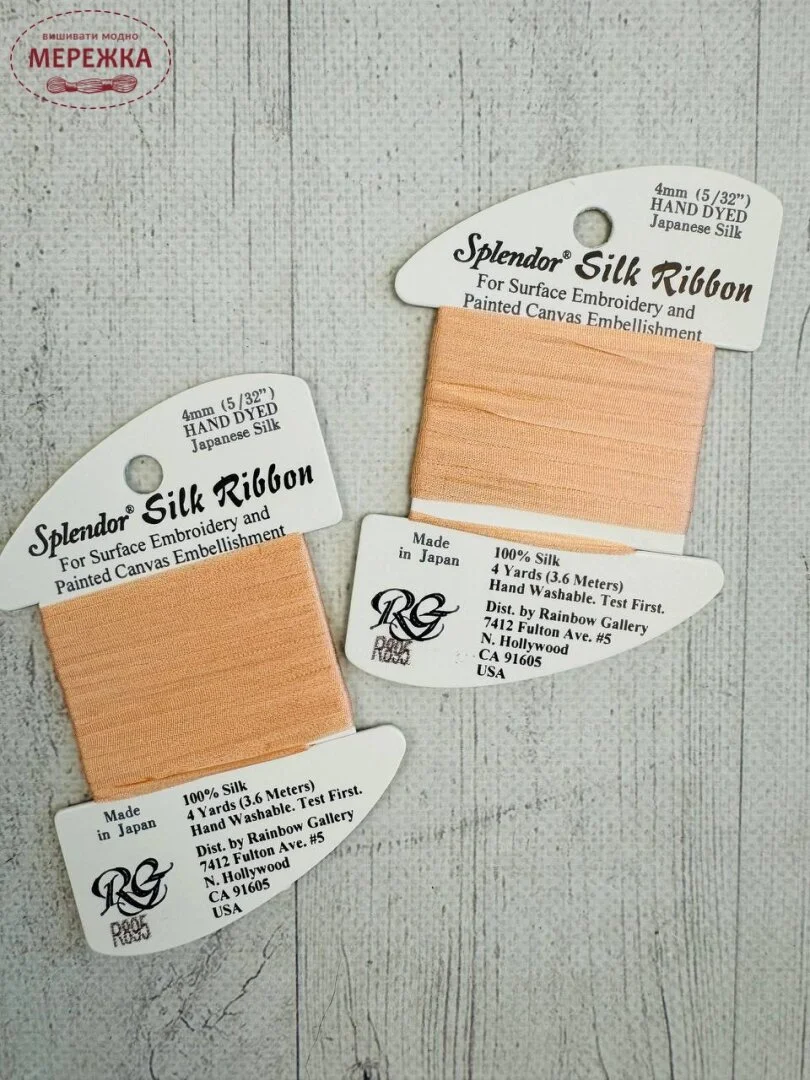 вишивати модно
МЕРЕЖКА
4mm (5/32")
HAND DYED
Japanese Silk
Splendor® Silk Ribbon
For Surface Embroidery and
Painted Canvas Embellishment
Made
in Japan
100% Silk
4 Yards (3.6 Meters)
Hand Washable. Test First.
Dist. by Rainbow Gallery
7412 Fulton Ave. #5
N. Hollywood
CA 91605
USA
RG
R895
4mm (5/32")
HAND DYED
Japanese Silk
Splendor® Silk Ribbon
For Surface Embroidery and
Painted Canvas Embellishment
Made
in Japan
100% Silk
4 Yards (3.6 Meters)
Hand Washable. Test First.
Dist. by Rainbow Gallery
7412 Fulton Ave. #5
N. Hollywood
CA 91605
USA
RG
R895